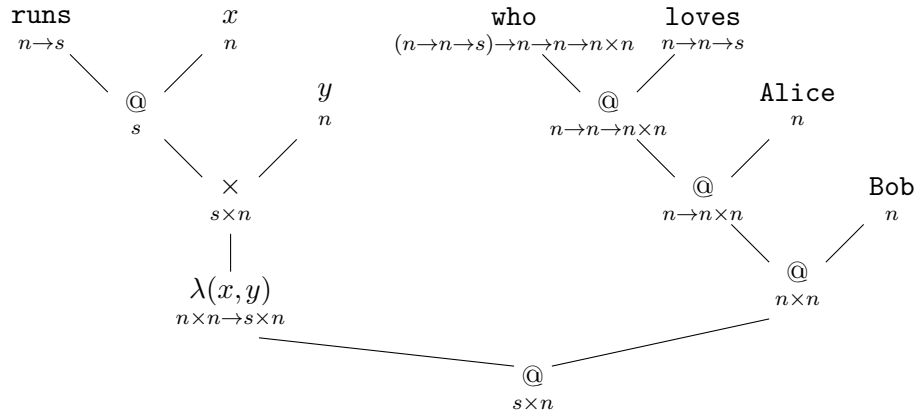 runs x who loves
n→s n (n→n→s)→n→n→n×n n→n→s
@ y @ Alice
s n n→n→n×n n
× @ Bob
s×n n→n×n n
λ(x, y) @
n×n→s×n n×n
@
s×n